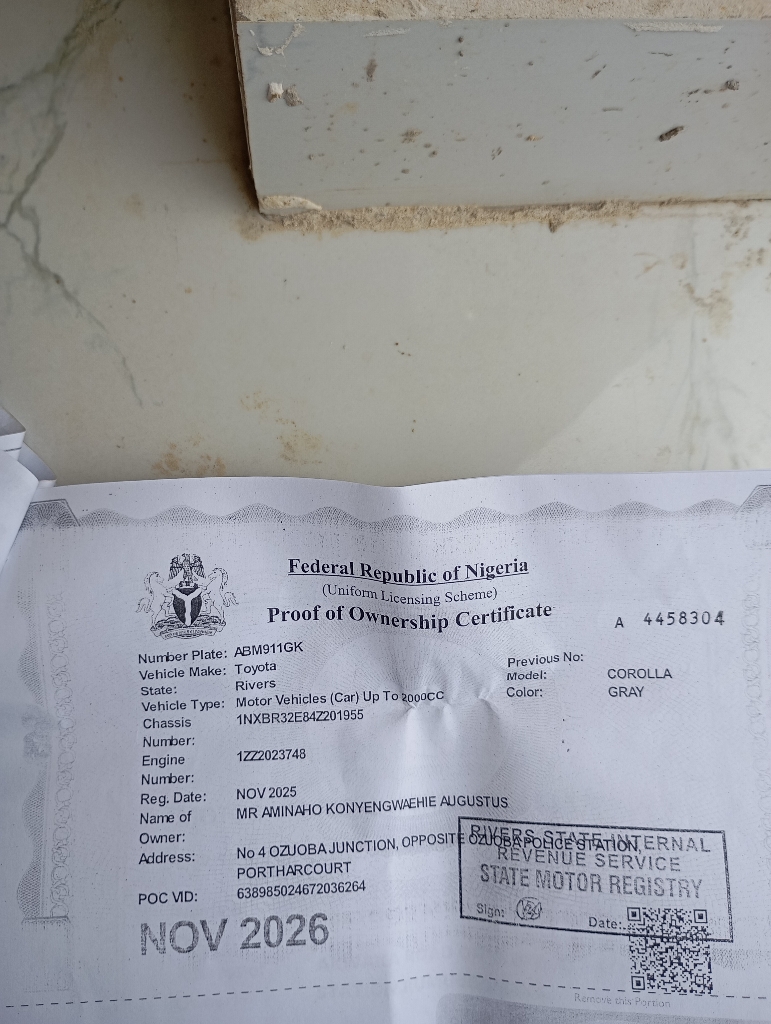 Federal Republic of Nigeria
(Uniform Licensing Scheme)
Proof of Ownership Certificate
A 4458304
Number Plate: ABM911GK
Previous No:
Vehicle Make: Toyota
Model: COROLLA
State: Rivers
Color: GRAY
Vehicle Type: Motor Vehicles (Car) Up To 2000CC
Chassis 1NXBR32E84Z201955
Number:
Engine 1ZZ2023748
Number:
Reg. Date: NOV 2025
Name of MR AMINAHO KONYENGWAEHIE AUGUSTUS
Owner:
Address: No 4 OZUOBA JUNCTION, OPPOSITE OZUOBA POLICE STATION,
PORTHARCOURT
POC VID: 638985024672036264
NOV 2026
RIVERS STATE INTERNAL
REVENUE SERVICE
STATE MOTOR REGISTRY
Sign: Date:
Remove this Portion